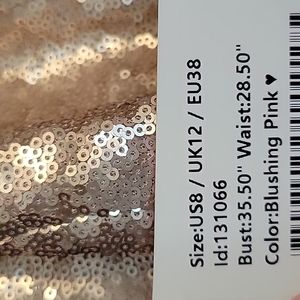 Size:US8 / UK12 / EU38
Id:131066
Bust:35.50" Waist:28.50"
Color:Blushing Pink ♥